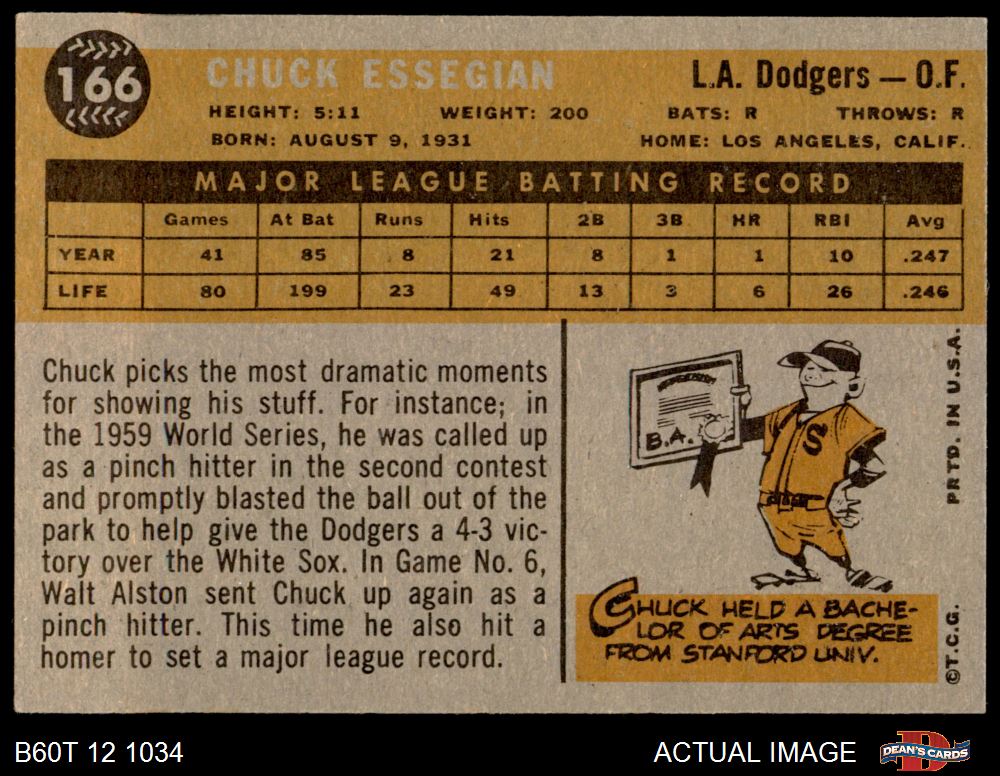 166
CHUCK ESSEGIAN
L.A. Dodgers — O.F.
HEIGHT: 5:11 WEIGHT: 200 BATS: R THROWS: R
BORN: AUGUST 9, 1931 HOME: LOS ANGELES, CALIF.
MAJOR LEAGUE BATTING RECORD
Games At Bat Runs Hits 2B 3B HR RBI Avg
YEAR 41 85 8 21 8 1 1 10 .247
LIFE 80 199 23 49 13 3 6 26 .246
Chuck picks the most dramatic moments
for showing his stuff. For instance; in
the 1959 World Series, he was called up
as a pinch hitter in the second contest
and promptly blasted the ball out of the
park to help give the Dodgers a 4-3 vic-
tory over the White Sox. In Game No. 6,
Walt Alston sent Chuck up again as a
pinch hitter. This time he also hit a
homer to set a major league record.
B.A.
S
CHUCK HELD A BACHE-
LOR OF ARTS DEGREE
FROM STANFORD UNIV.
©T.C.G. PRTD. IN U.S.A.
B60T 12 1034
ACTUAL IMAGE
D
DEAN'S CARDS